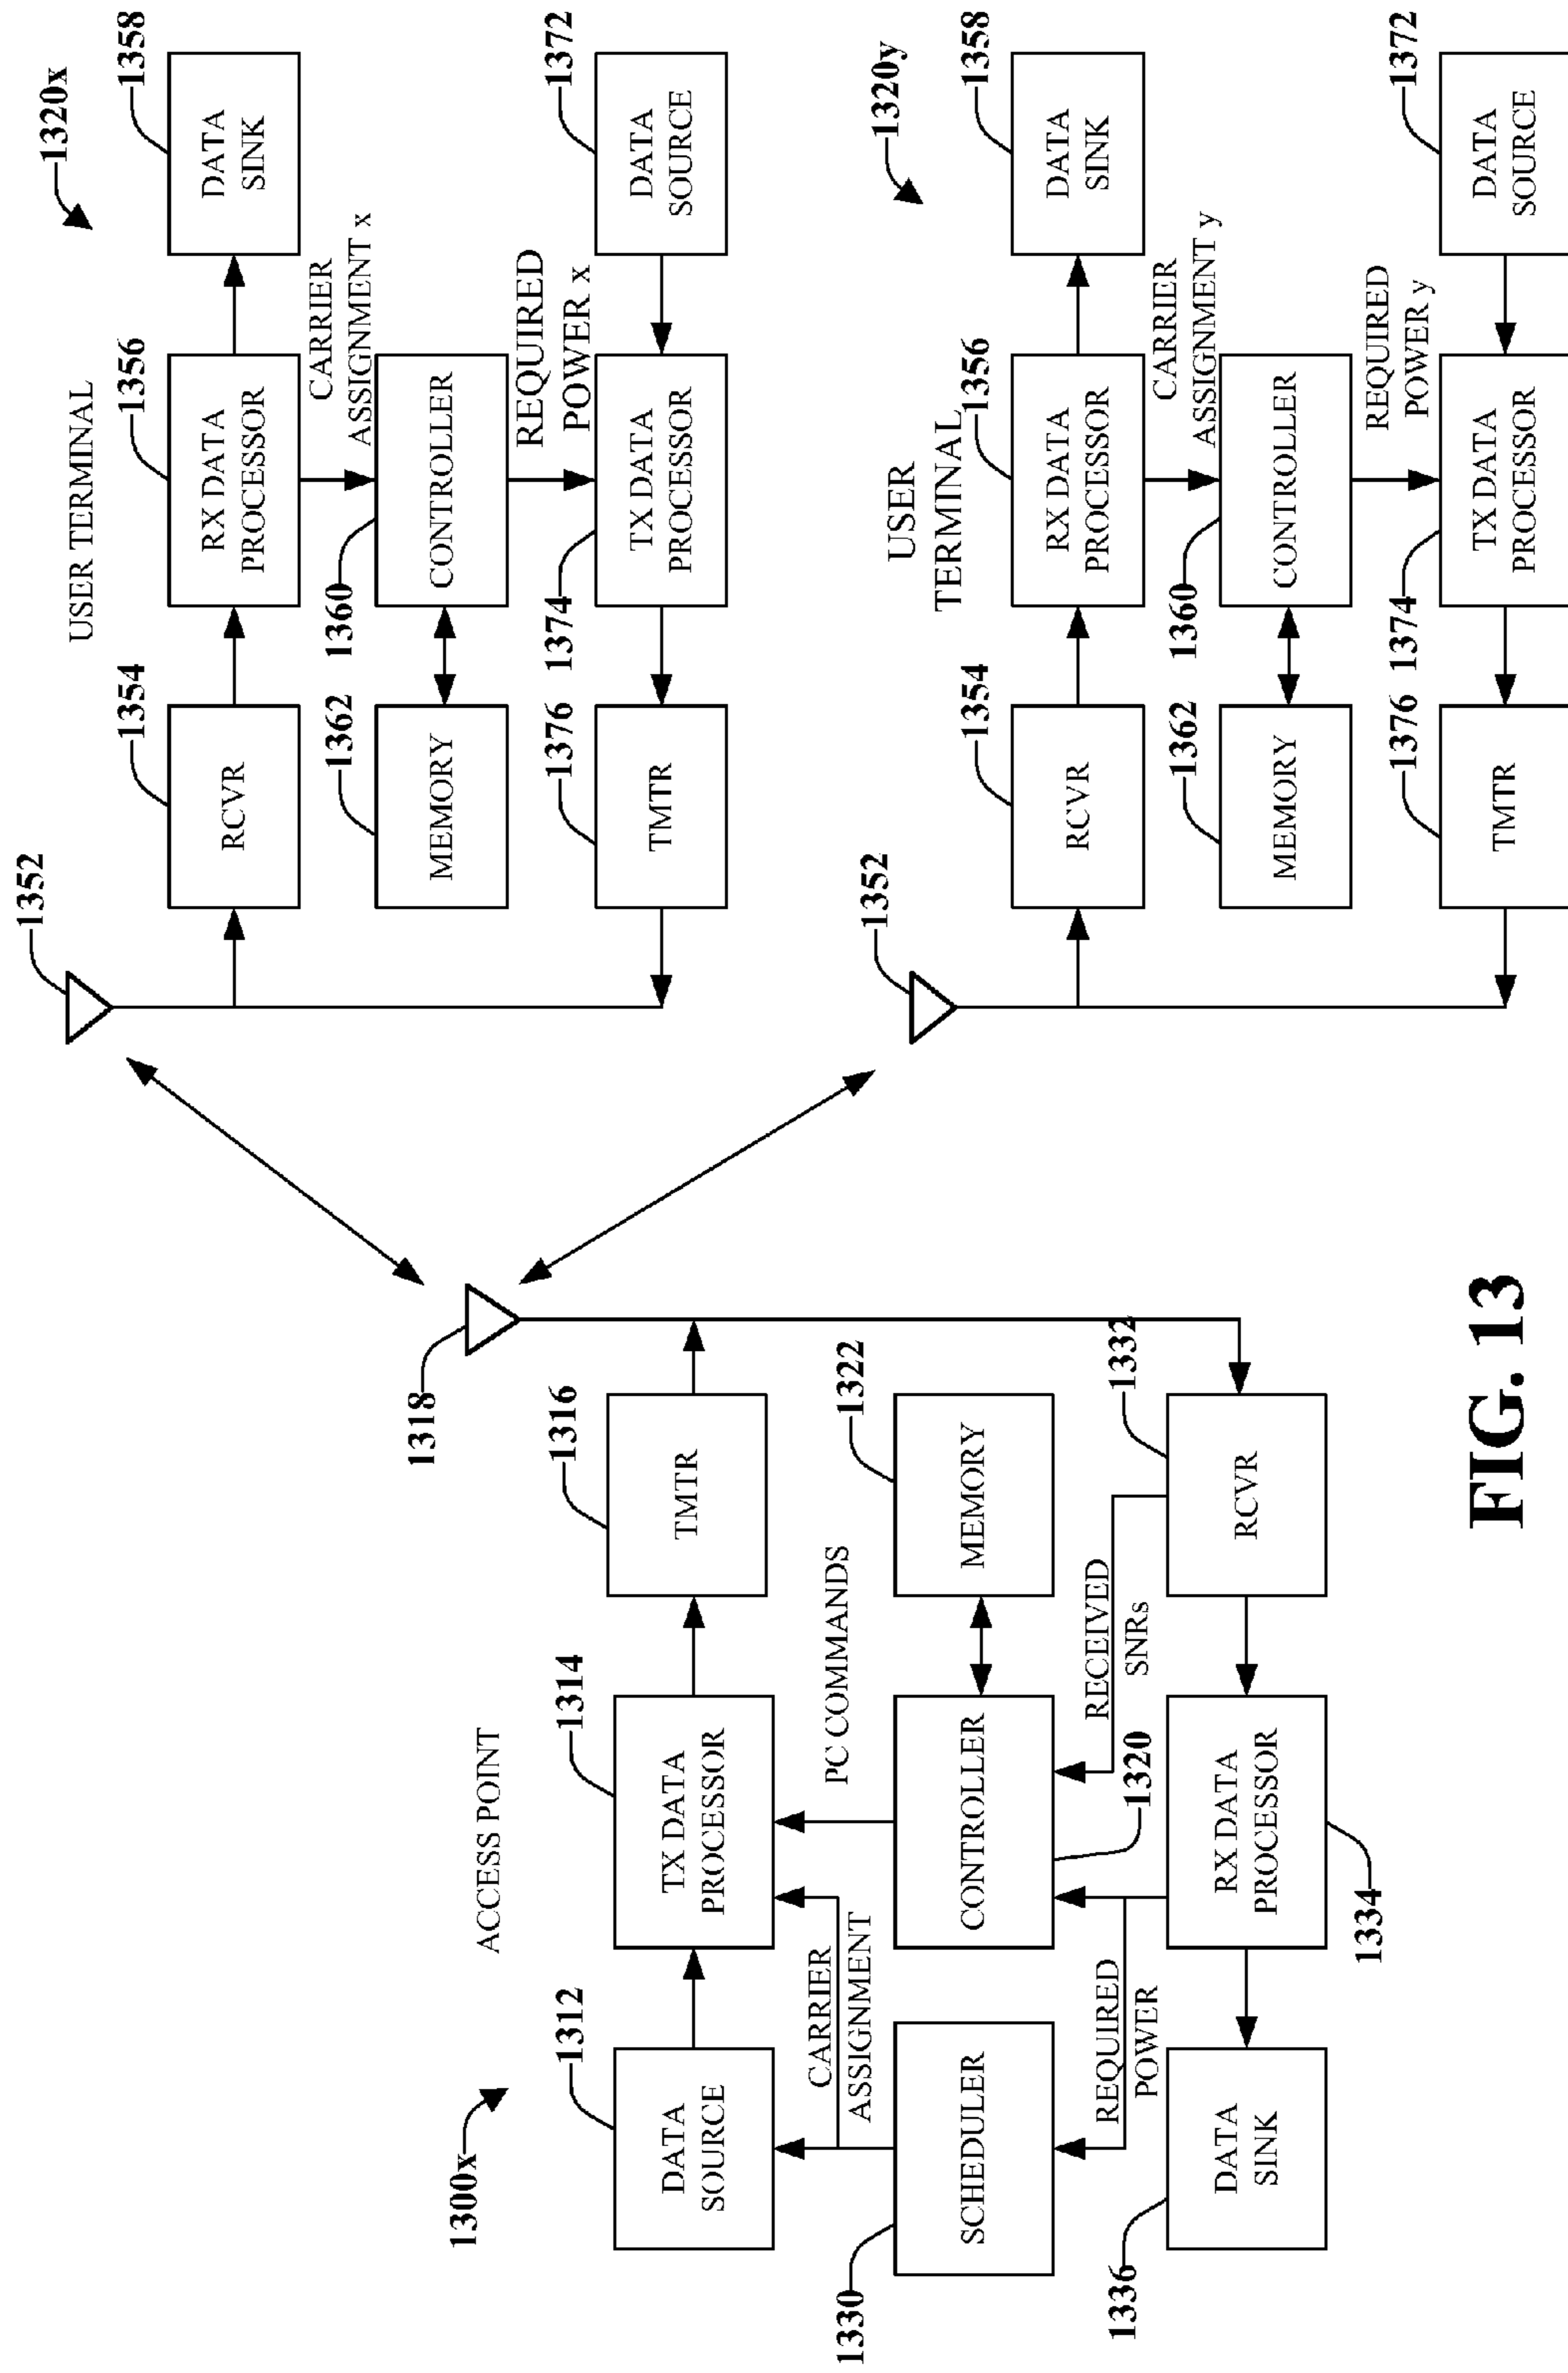 1300x
ACCESS POINT
1312
DATA
SOURCE
1314
TX DATA
PROCESSOR
1316
TMTR
1318
CARRIER
ASSIGNMENT
PC COMMANDS
1330
SCHEDULER
CONTROLLER
1320
1322
MEMORY
REQUIRED
POWER
RECEIVED
SNRs
1336
DATA
SINK
1334
RX DATA
PROCESSOR
1332
RCVR
1352
USER TERMINAL
1320x
1354
RCVR
1356
RX DATA
PROCESSOR
1358
DATA
SINK
CARRIER
ASSIGNMENT x
1362
MEMORY
1360
CONTROLLER
REQUIRED
POWER x
1376
TMTR
1374
TX DATA
PROCESSOR
1372
DATA
SOURCE
1352
USER
TERMINAL
1320y
1354
RCVR
1356
RX DATA
PROCESSOR
1358
DATA
SINK
CARRIER
ASSIGNMENT y
1362
MEMORY
1360
CONTROLLER
REQUIRED
POWER y
1376
TMTR
1374
TX DATA
PROCESSOR
1372
DATA
SOURCE
FIG. 13